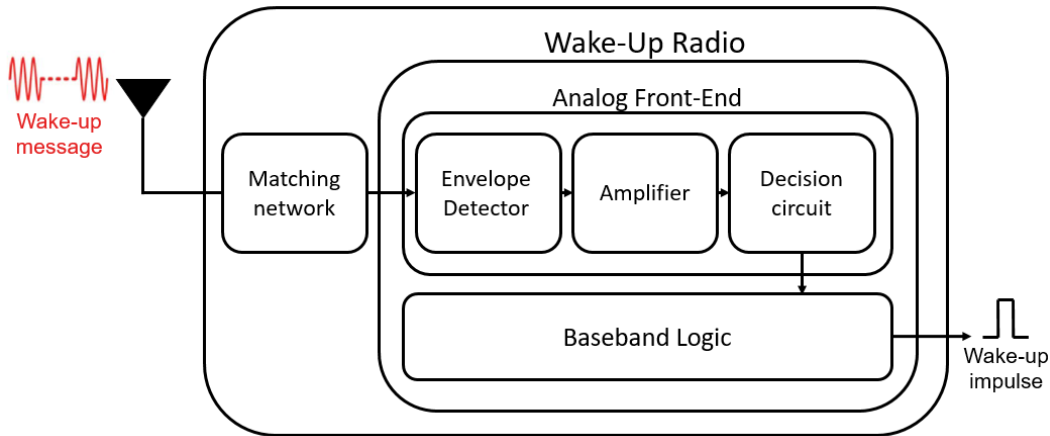 Wake-Up Radio
Analog Front-End
Wake-up
message
Matching
network
Envelope
Detector
Amplifier
Decision
circuit
Baseband Logic
Wake-up
impulse